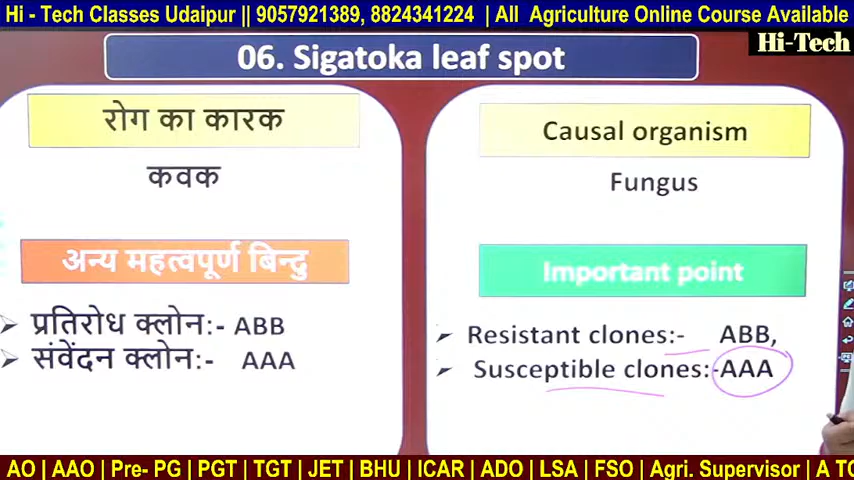 Hi - Tech Classes Udaipur || 9057921389, 8824341224 | All Agriculture Online Course Available
Hi-Tech
06. Sigatoka leaf spot
रोग का कारक
कवक
अन्य महत्वपूर्ण बिन्दु
प्रतिरोध क्लोन:- ABB
संवेंदन क्लोन:- AAA
Causal organism
Fungus
Important point
Resistant clones:- ABB,
Susceptible clones:-AAA
AO | AAO | Pre- PG | PGT | TGT | JET | BHU | ICAR | ADO | LSA | FSO | Agri. Supervisor | A TO